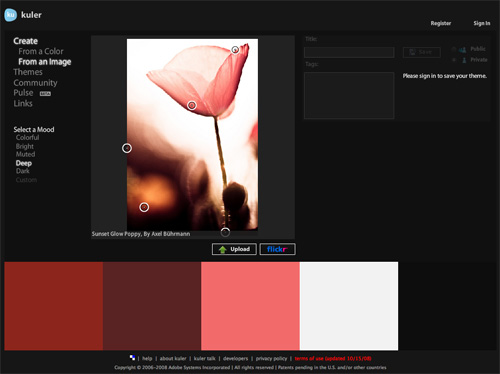 ku kuler
Register Sign In
Create
From a Color
From an Image
Themes
Community
Pulse BETA
Links
Select a Mood
Colorful
Bright
Muted
Deep
Dark
Custom
Sunset Glow Poppy, By Axel Bührmann
Upload flickr
Title:
Save
Public
Private
Tags:
Please sign in to save your theme.
help | about kuler | kuler talk | developers | privacy policy | terms of use (updated 10/15/08)
Copyright © 2006-2008 Adobe Systems Incorporated | All rights reserved | Patents pending in the U.S. and/or other countries